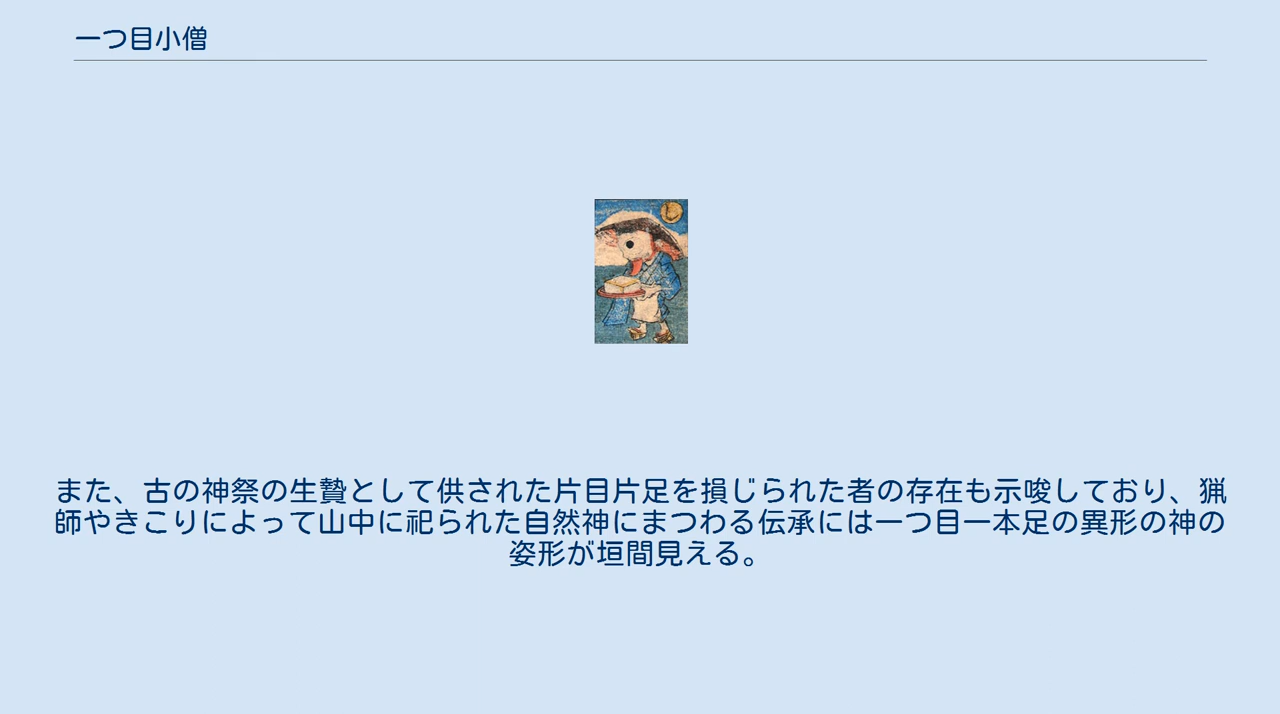 一つ目小僧
また、古の神祭の生贄として供された片目片足を損じられた者の存在も示唆しており、猟
師やきこりによって山中に祀られた自然神にまつわる伝承には一つ目一本足の異形の神の
姿形が垣間見える。